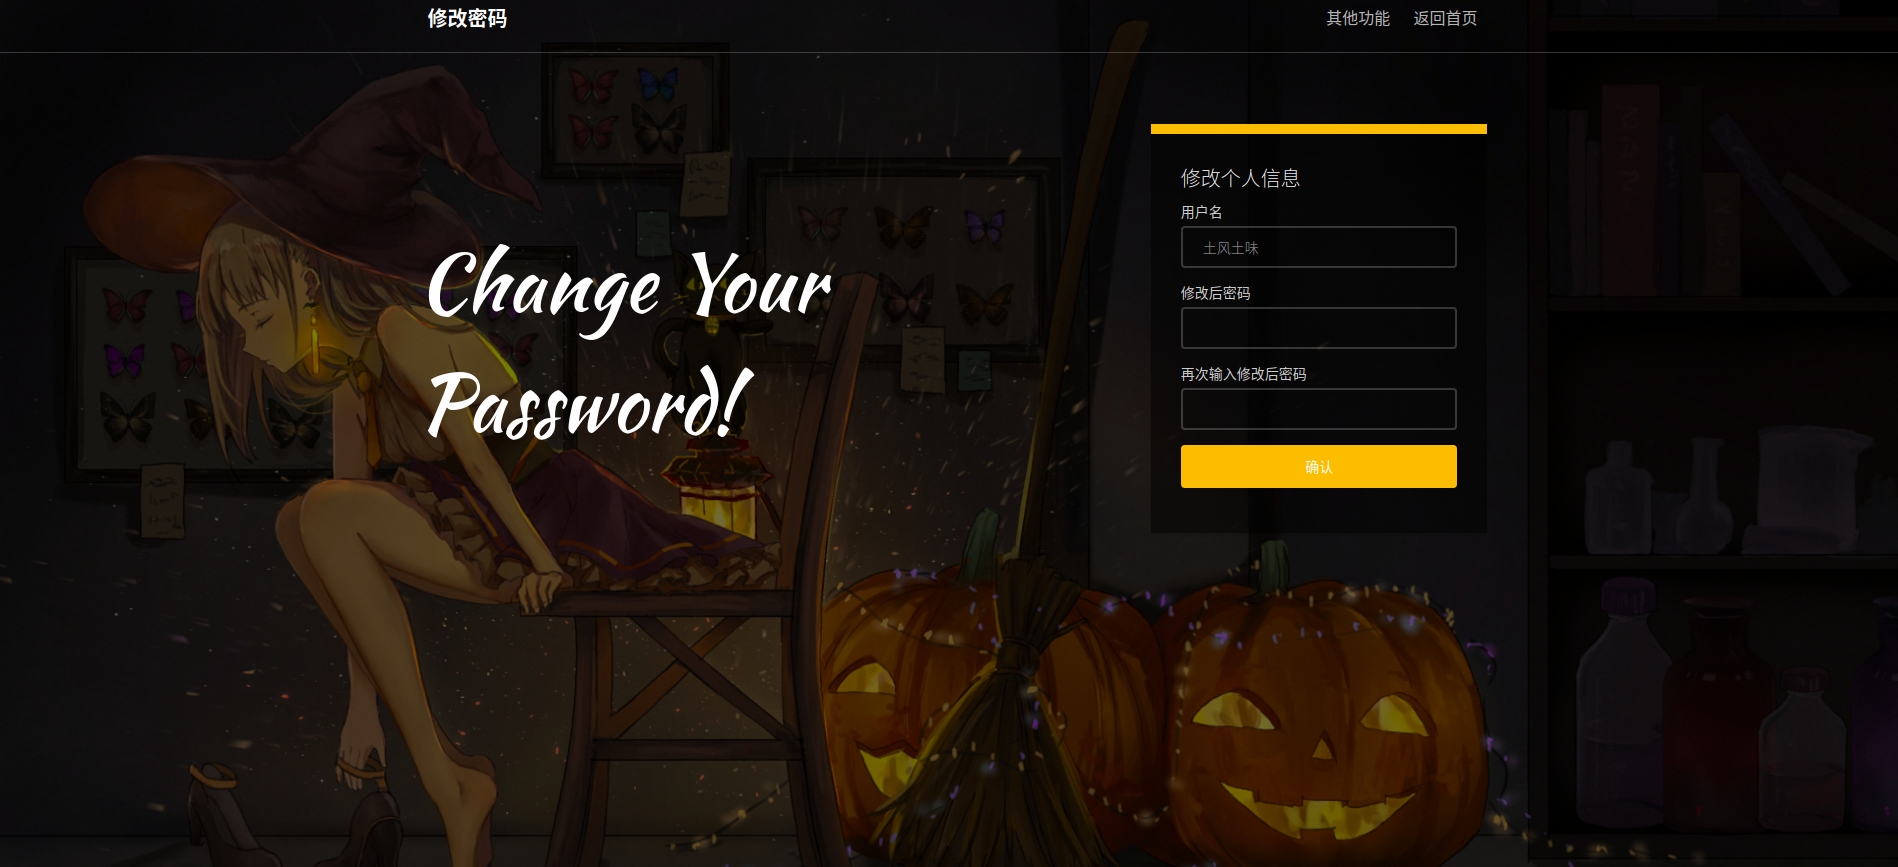 修改密码
其他功能 返回首页
Change Your
Password!
修改个人信息
用户名
土风土味
修改后密码
再次输入修改后密码
确认